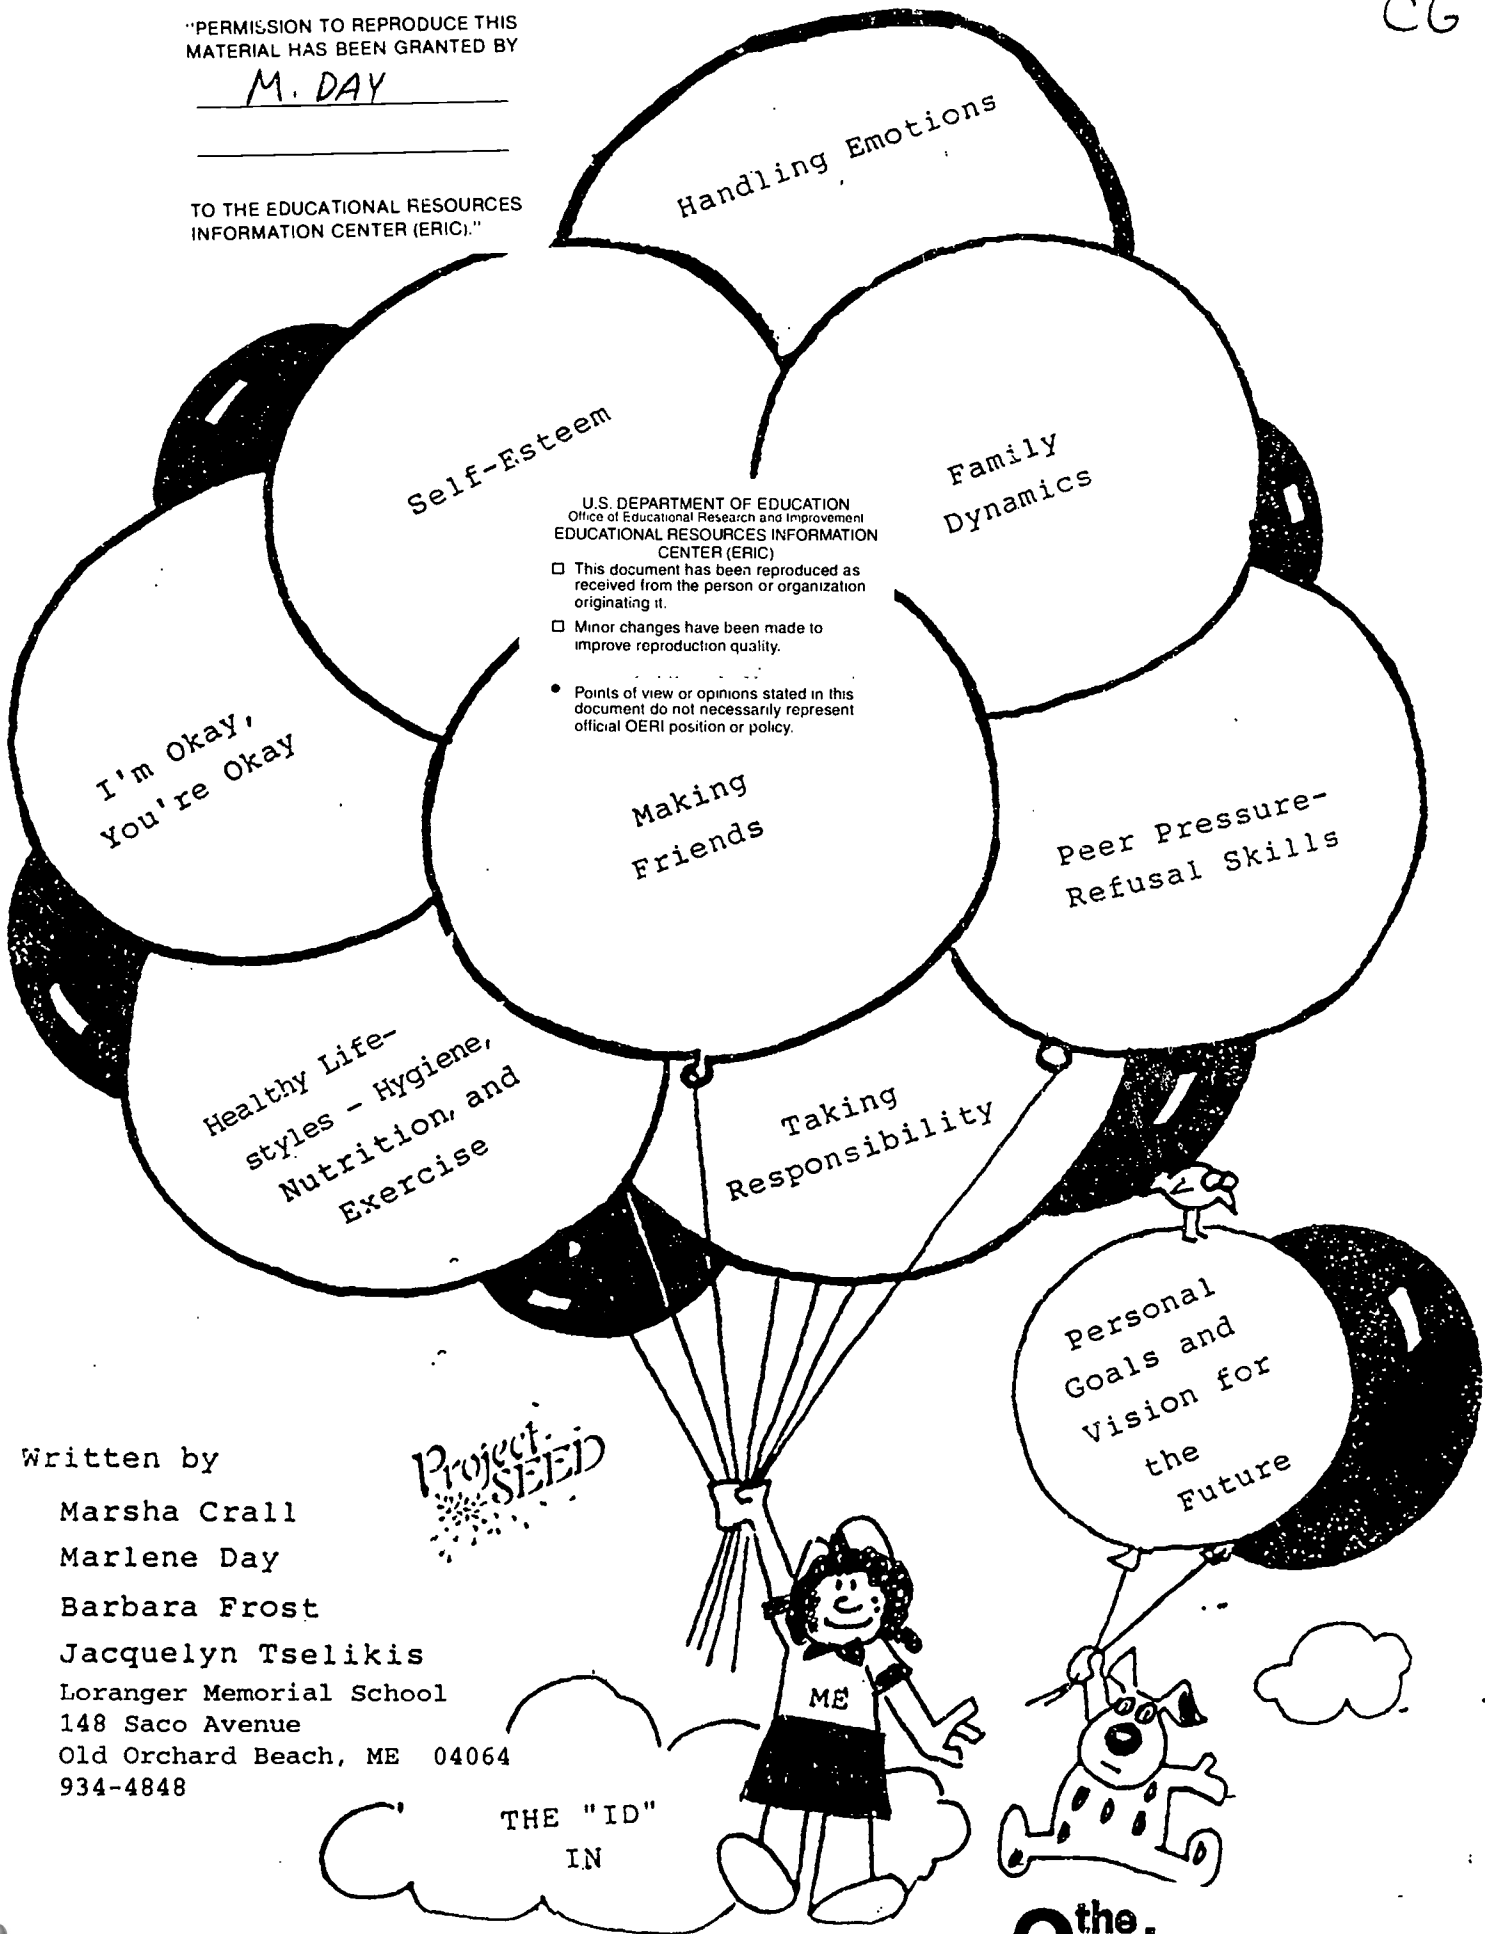 "PERMISSION TO REPRODUCE THIS
MATERIAL HAS BEEN GRANTED BY
M. DAY
TO THE EDUCATIONAL RESOURCES
INFORMATION CENTER (ERIC)."
CG
Handling Emotions
Self-Esteem
Family
Dynamics
U.S. DEPARTMENT OF EDUCATION
Office of Educational Research and Improvement
EDUCATIONAL RESOURCES INFORMATION
CENTER (ERIC)
□ This document has been reproduced as
received from the person or organization
originating it.
□ Minor changes have been made to
improve reproduction quality.
• Points of view or opinions stated in this
document do not necessarily represent
official OERI position or policy.
I'm Okay,
You're Okay
Making
Friends
Peer Pressure-
Refusal Skills
Healthy Life-
styles - Hygiene,
Nutrition, and
Exercise
Taking
Responsibility
Personal
Goals and
Vision for
the
Future
Written by
Marsha Crall
Marlene Day
Barbara Frost
Jacquelyn Tselikis
Loranger Memorial School
148 Saco Avenue
Old Orchard Beach, ME 04064
934-4848
Project
SEED
ME
THE "ID"
IN
the